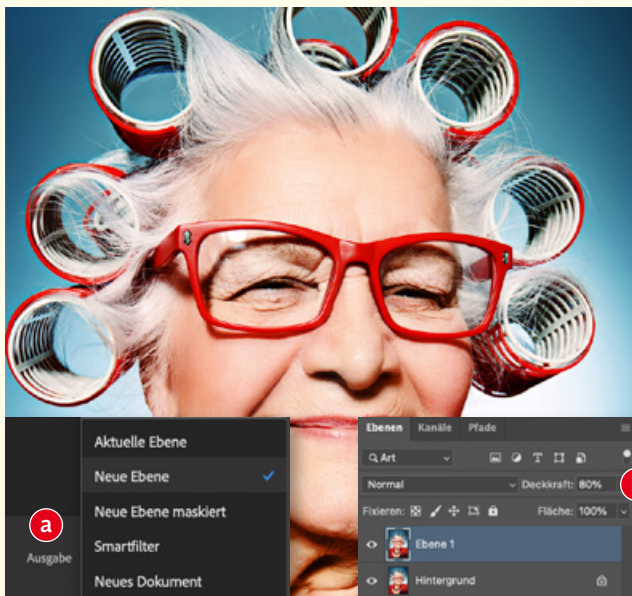 Aktuelle Ebene
Neue Ebene
Neue Ebene maskiert
Smartfilter
Neues Dokument
a
Ausgabe
Ebenen Kanäle Pfade
Art
Normal Deckkraft: 80%
Fixieren: Fläche: 100%
Ebene 1
Hintergrund